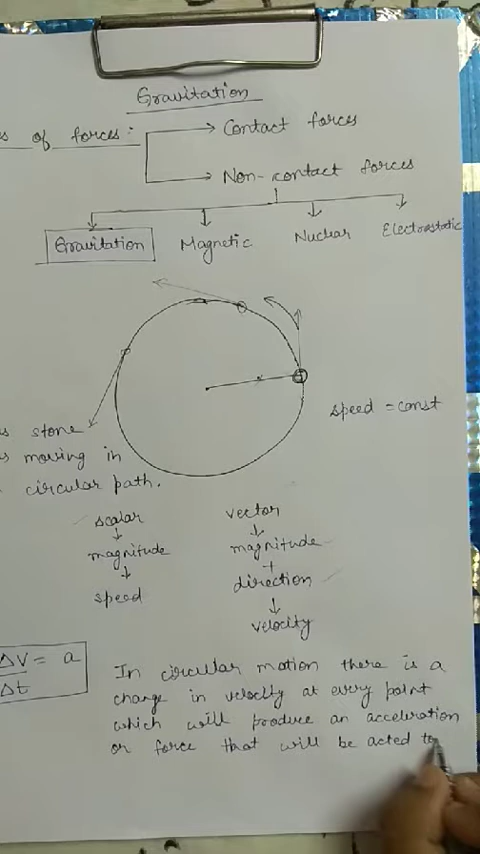 Gravitation
of forces:
Contact forces
Non-contact forces
Gravitation Magnetic Nuclear Electrostatic
speed = const
stone
moving in
circular path.
scalar vector
↓ ↓
magnitude magnitude
↓ +
speed direction
↓
velocity
ΔV = a
Δt
In circular motion there is a
change in velocity at every point
which will produce an acceleration
or force that will be acted